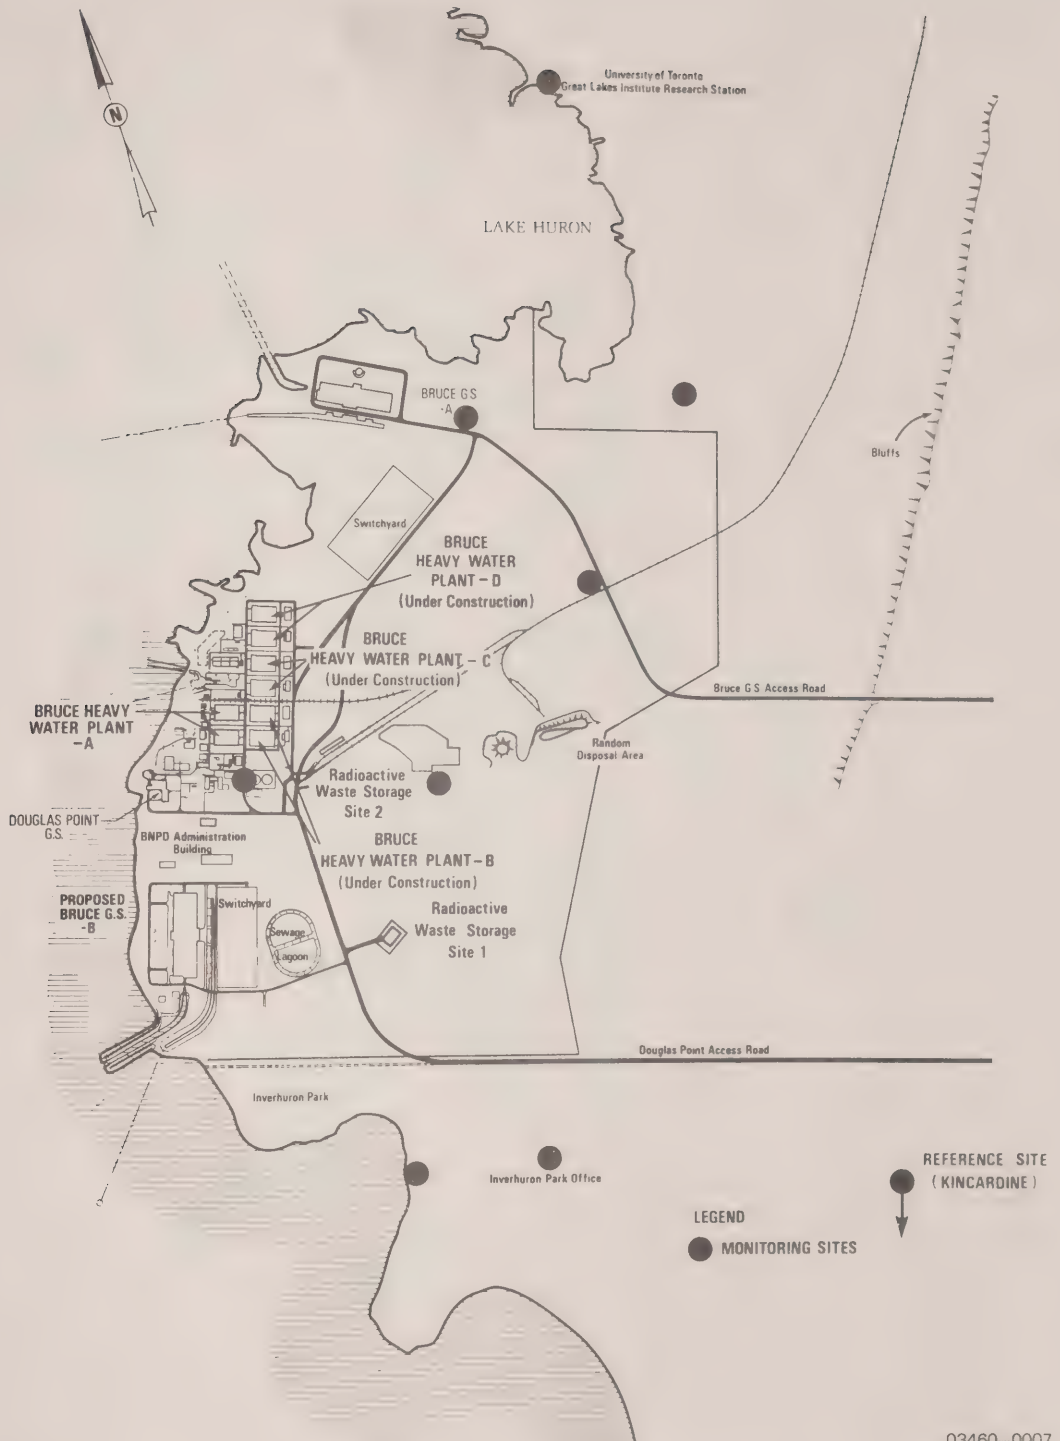 University of Toronto
Great Lakes Institute Research Station
N
LAKE HURON
BRUCE G S
-A
Bluffs
Switchyard
BRUCE
HEAVY WATER
PLANT - D
(Under Construction)
BRUCE
HEAVY WATER PLANT - C
(Under Construction)
Bruce G S Access Road
BRUCE HEAVY
WATER PLANT
-A
Random
Disposal Area
Radioactive
Waste Storage
Site 2
DOUGLAS POINT
G.S.
BNPD Administration
Building
BRUCE
HEAVY WATER PLANT - B
(Under Construction)
PROPOSED
BRUCE G.S.
-B
Switchyard
Sewage
Lagoon
Radioactive
Waste Storage
Site 1
Douglas Point Access Road
Inverhuron Park
Inverhuron Park Office
REFERENCE SITE
(KINCARDINE)
LEGEND
MONITORING SITES